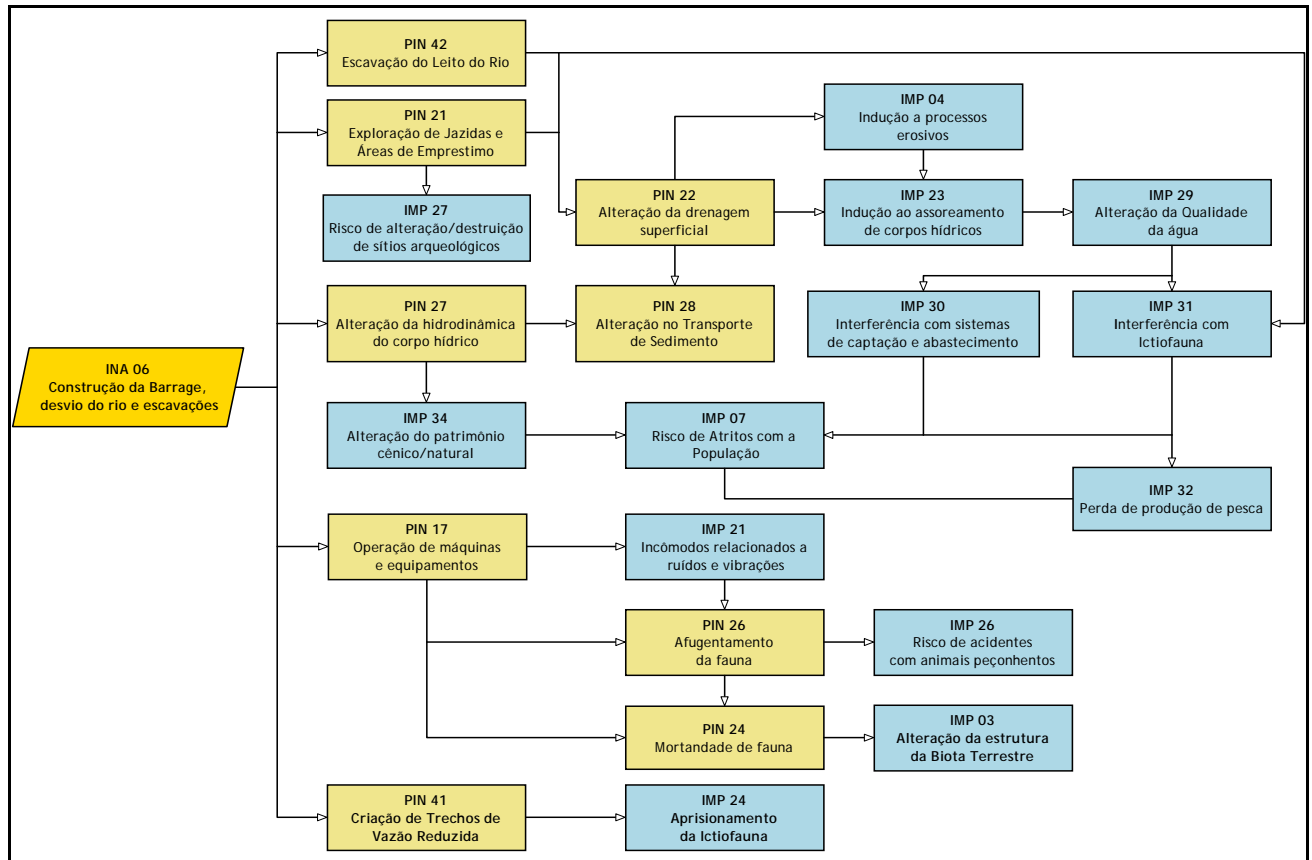 PIN 42
Escavação do Leito do Rio
PIN 21
Exploração de Jazidas e
Áreas de Emprestimo
IMP 04
Indução a processos
erosivos
IMP 27
Risco de alteração/destruição
de sítios arqueológicos
PIN 22
Alteração da drenagem
superficial
IMP 23
Indução ao assoreamento
de corpos hídricos
IMP 29
Alteração da Qualidade
da água
PIN 27
Alteração da hidrodinâmica
do corpo hídrico
PIN 28
Alteração no Transporte
de Sedimento
IMP 30
Interferência com sistemas
de captação e abastecimento
IMP 31
Interferência com
Ictiofauna
INA 06
Construção da Barrage,
desvio do rio e escavações
IMP 34
Alteração do patrimônio
cênico/natural
IMP 07
Risco de Atritos com a
População
IMP 32
Perda de produção de pesca
PIN 17
Operação de máquinas
e equipamentos
IMP 21
Incômodos relacionados a
ruídos e vibrações
PIN 26
Afugentamento
da fauna
IMP 26
Risco de acidentes
com animais peçonhentos
PIN 24
Mortandade de fauna
IMP 03
Alteração da estrutura
da Biota Terrestre
PIN 41
Criação de Trechos de
Vazão Reduzida
IMP 24
Aprisionamento
da Ictiofauna